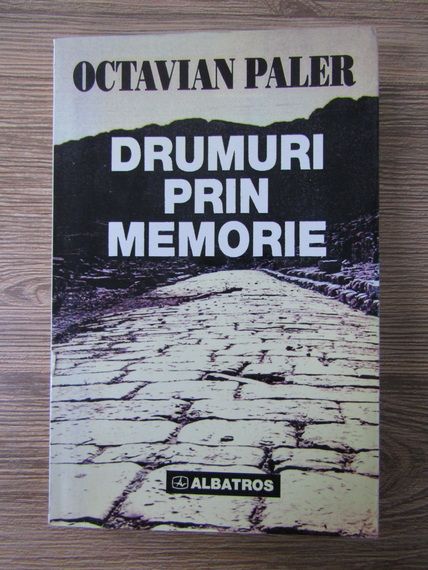 OCTAVIAN PALER
DRUMURI
PRIN
MEMORIE
ALBATROS